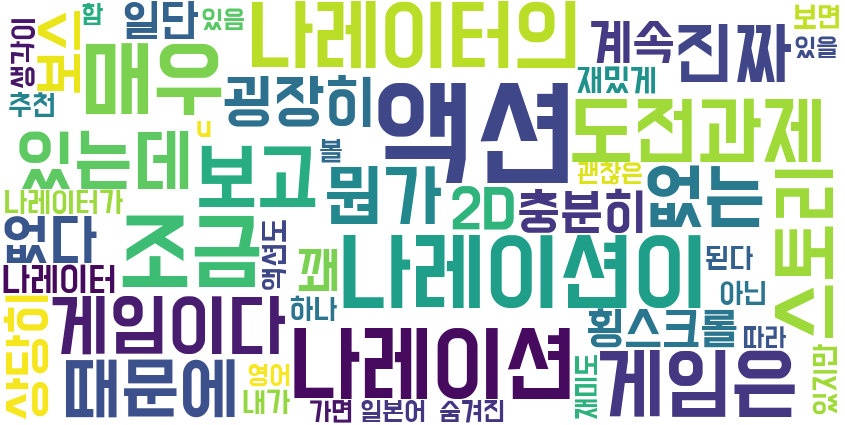 함 일단 있음 나레이터의 계속 진짜 보면
생각이 보스 매우 굉장히 액션 재밌게 있을
추천 u 도전과제
있는데 보고 볼 뭔가 괜찮은 없는 스토리
나레이터가 2D 충분히
없다 조금 액션도 꽤 나레이션이 된다
나레이터 하나 아닌
상당히 게임이다 나레이션 횡스크롤 따라
때문에 영어 재미도 게임은 있지만
내가 가면 일본어 숨겨진